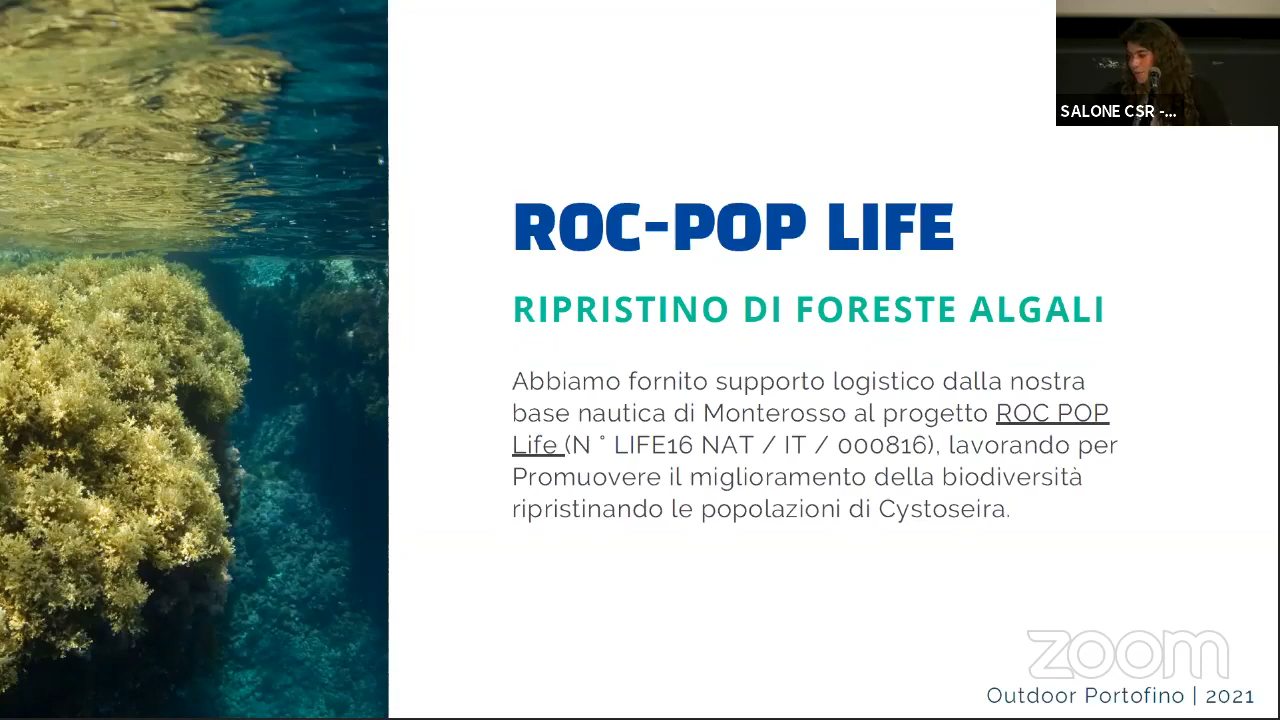 SALONE CSR -...
ROC-POP LIFE
RIPRISTINO DI FORESTE ALGALI
Abbiamo fornito supporto logistico dalla nostra
base nautica di Monterosso al progetto ROC POP
Life (N ° LIFE16 NAT / IT / 000816), lavorando per
Promuovere il miglioramento della biodiversità
ripristinando le popolazioni di Cystoseira.
zoom
Outdoor Portofino | 2021